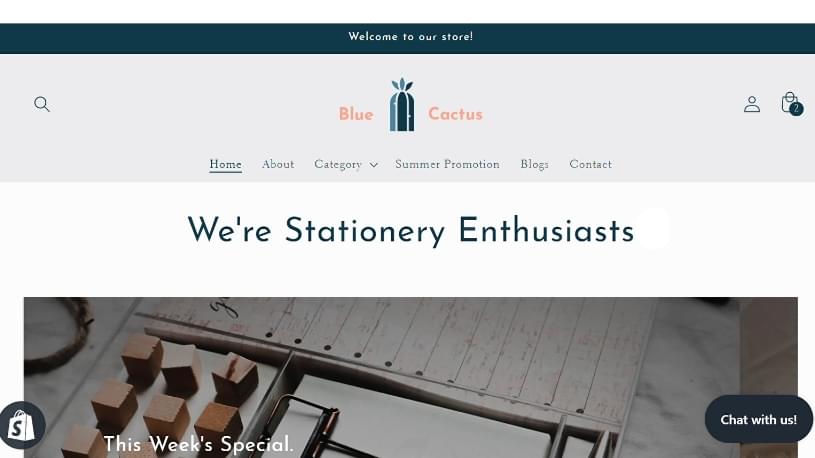 Welcome to our store!
Blue Cactus
2
Home About Category Summer Promotion Blogs Contact
We're Stationery Enthusiasts
This Week's Special.
Chat with us!